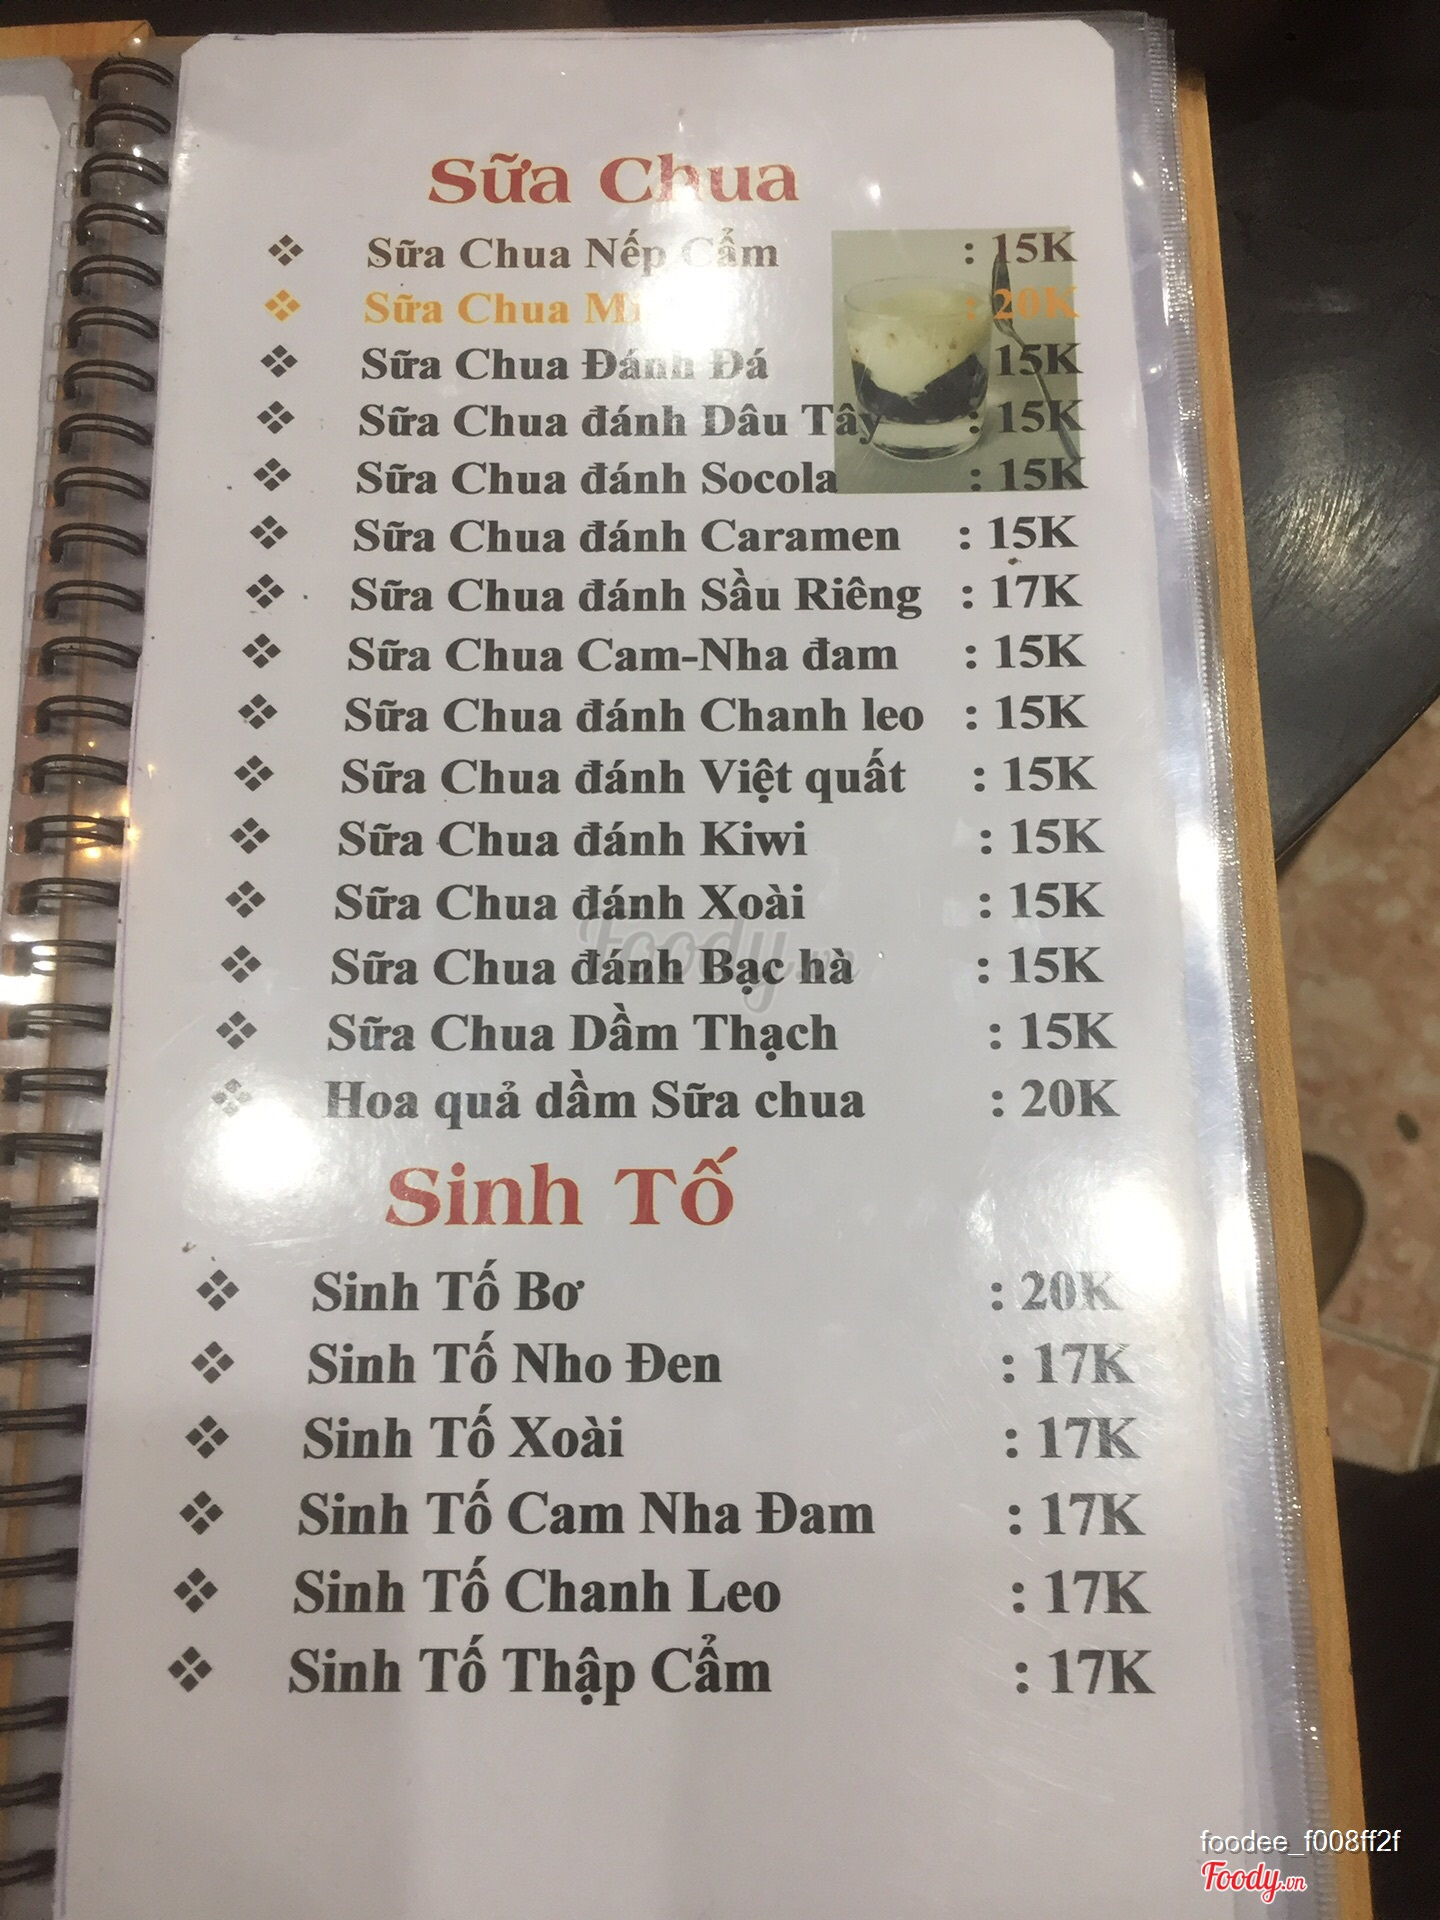 Sữa Chua
❖ Sữa Chua Nếp Cẩm : 15K
❖ Sữa Chua : 20K
❖ Sữa Chua Đánh Đá 15K
❖ Sữa Chua đánh Dâu Tây : 15K
❖ Sữa Chua đánh Socola : 15K
❖ Sữa Chua đánh Caramen : 15K
❖ Sữa Chua đánh Sầu Riêng : 17K
❖ Sữa Chua Cam-Nha đam : 15K
❖ Sữa Chua đánh Chanh leo : 15K
❖ Sữa Chua đánh Việt quất : 15K
❖ Sữa Chua đánh Kiwi : 15K
❖ Sữa Chua đánh Xoài : 15K
❖ Sữa Chua đánh Bạc hà : 15K
❖ Sữa Chua Dầm Thạch : 15K
❖ Hoa quả dầm Sữa chua : 20K
Sinh Tố
❖ Sinh Tố Bơ : 20K
❖ Sinh Tố Nho Đen : 17K
❖ Sinh Tố Xoài : 17K
❖ Sinh Tố Cam Nha Đam : 17K
❖ Sinh Tố Chanh Leo : 17K
❖ Sinh Tố Thập Cẩm : 17K
Foody.vn
foodee_f008ff2f
Foody.vn